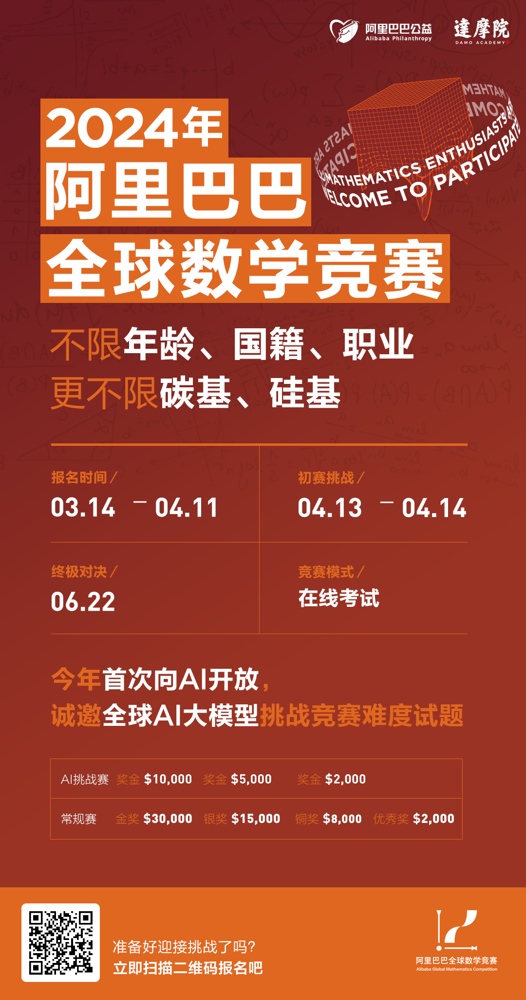 阿里巴巴公益
Alibaba Philanthropy
達摩院
DAMO ACADEMY
MATHEMATICS ENTHUSIASTS ARE
WELCOME TO PARTICIPATE
2024年
阿里巴巴
全球数学竞赛
不限年龄、国籍、职业
更不限碳基、硅基
报名时间/
03.14 — 04.11
初赛挑战/
04.13 — 04.14
终极对决/
06.22
竞赛模式/
在线考试
今年首次向AI开放，
诚邀全球AI大模型挑战竞赛难度试题
AI挑战赛 奖金 $10,000 奖金 $5,000 奖金 $2,000
常规赛 金奖 $30,000 银奖 $15,000 铜奖 $8,000 优秀奖 $2,000
准备好迎接挑战了吗？
立即扫描二维码报名吧
阿里巴巴全球数学竞赛
Alibaba Global Mathematics Competition